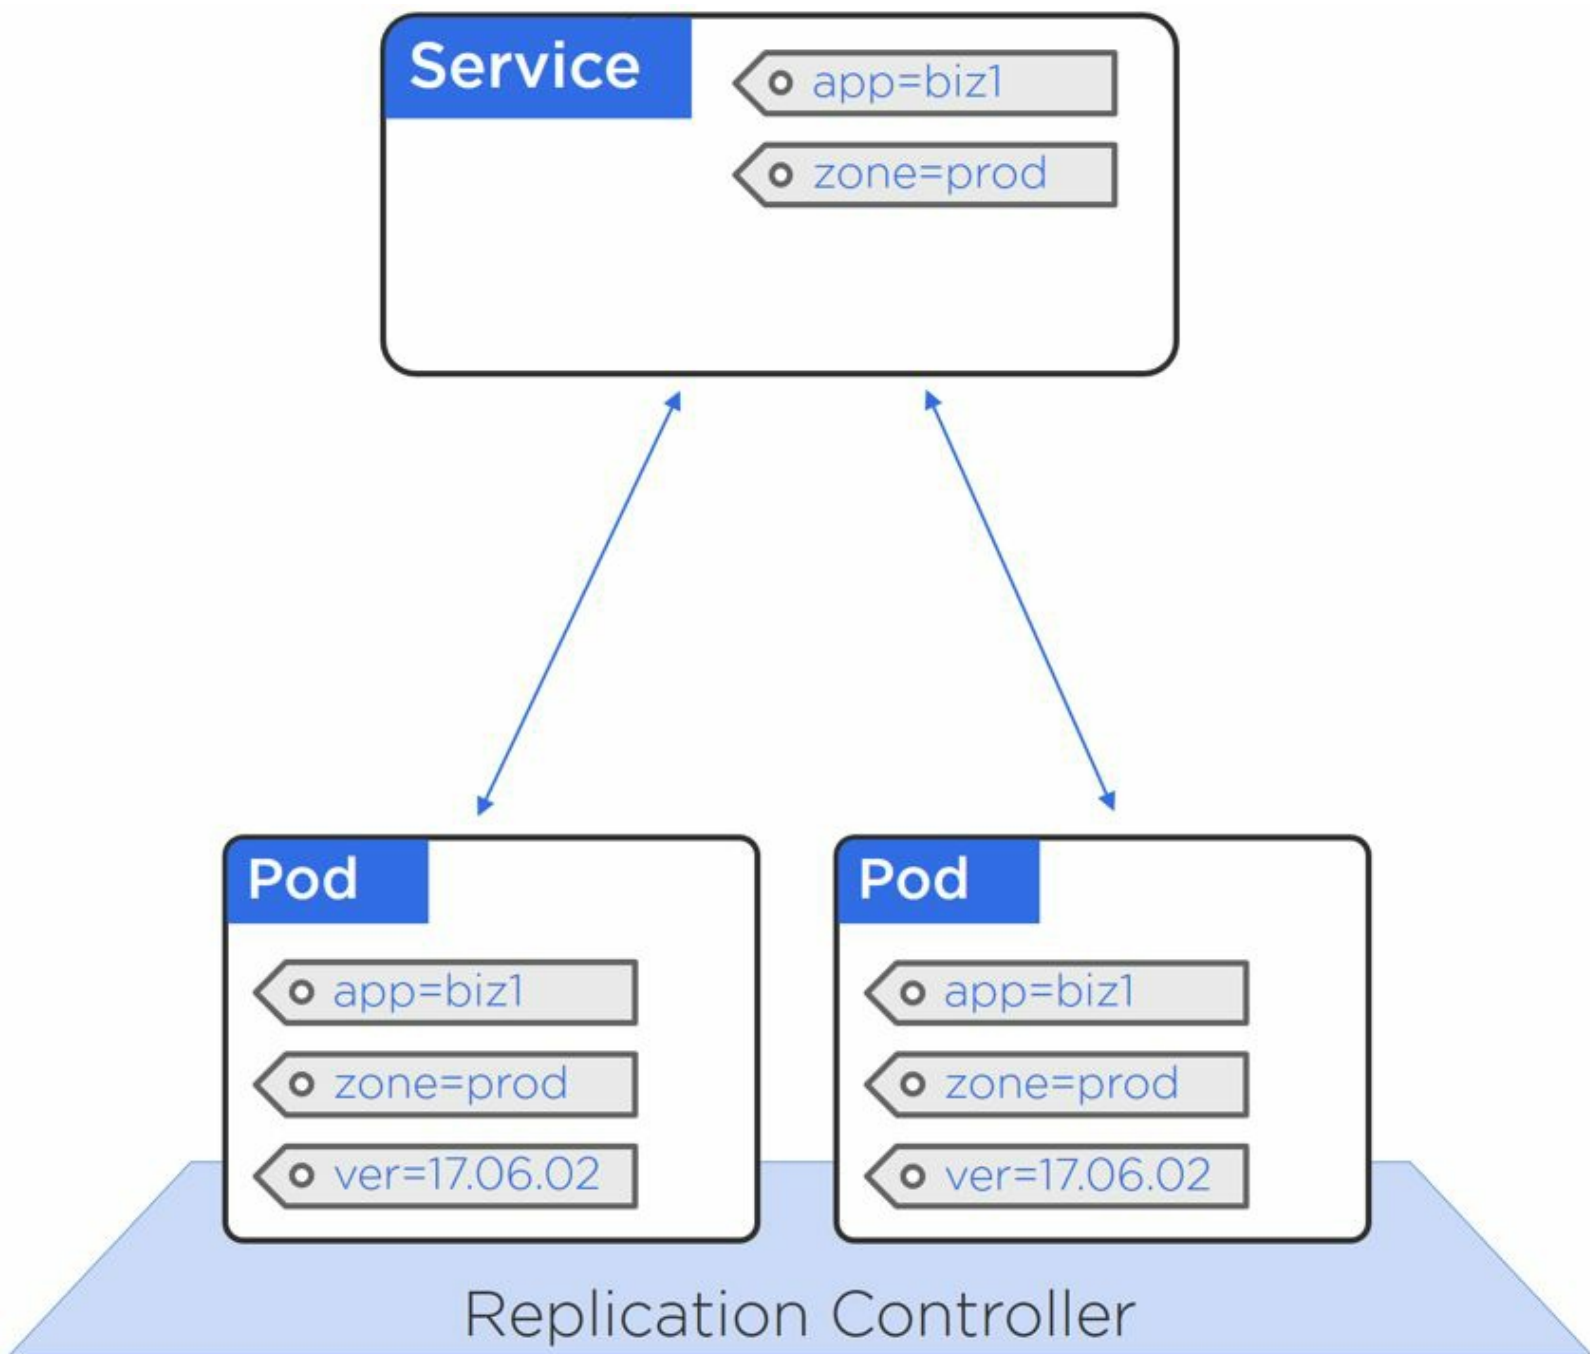 Service
app=biz1
zone=prod
Pod
app=biz1
zone=prod
ver=17.06.02
Pod
app=biz1
zone=prod
ver=17.06.02
Replication Controller